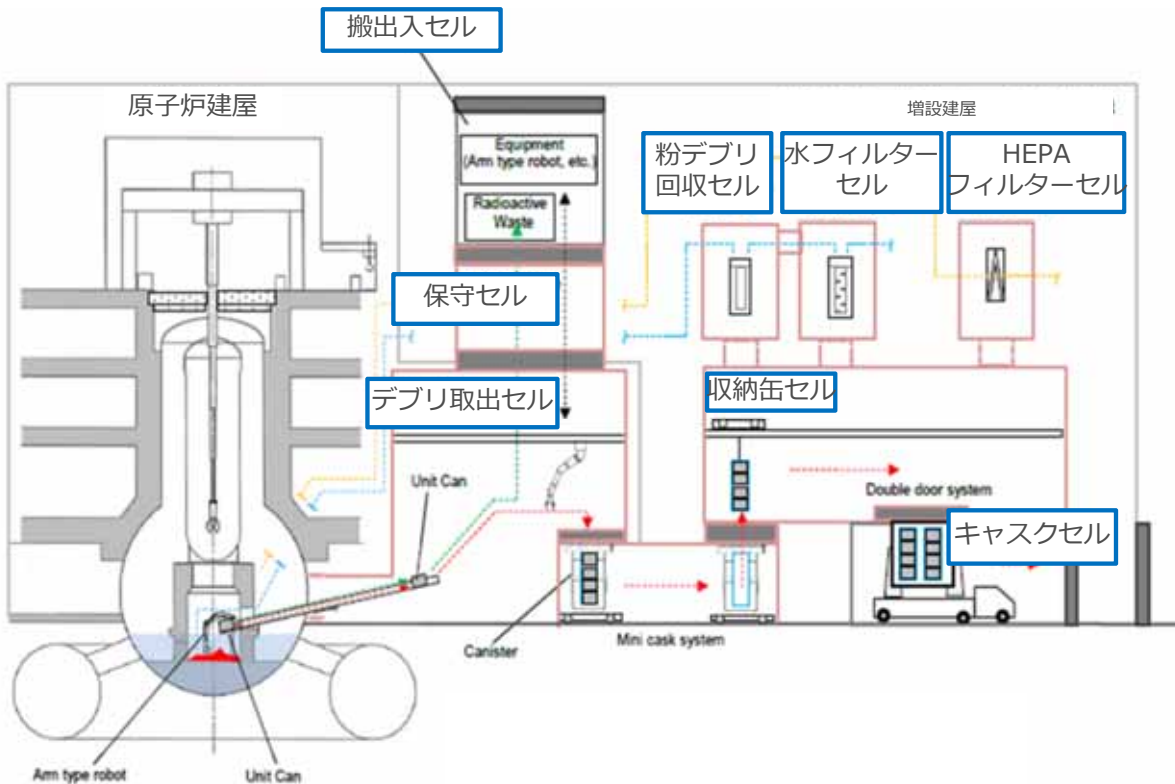 搬出入セル
原子炉建屋
増設建屋
Equipment
(Arm type robot, etc.)
Radioactive
Waste
粉デブリ
回収セル
水フィルター
セル
HEPA
フィルターセル
保守セル
デブリ取出セル
収納缶セル
Unit Can
Double door system
キャスクセル
Canister
Mini cask system
Arm type robot
Unit Can